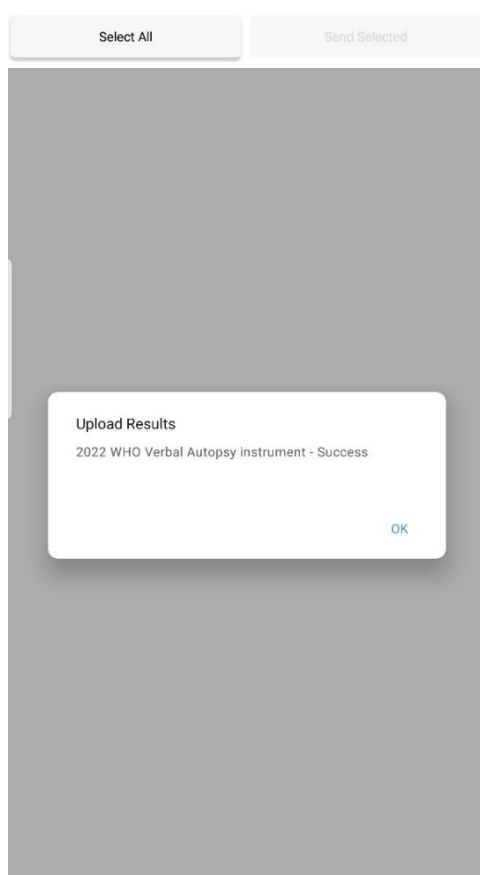 Select All
Send Selected
Upload Results
2022 WHO Verbal Autopsy instrument - Success
OK